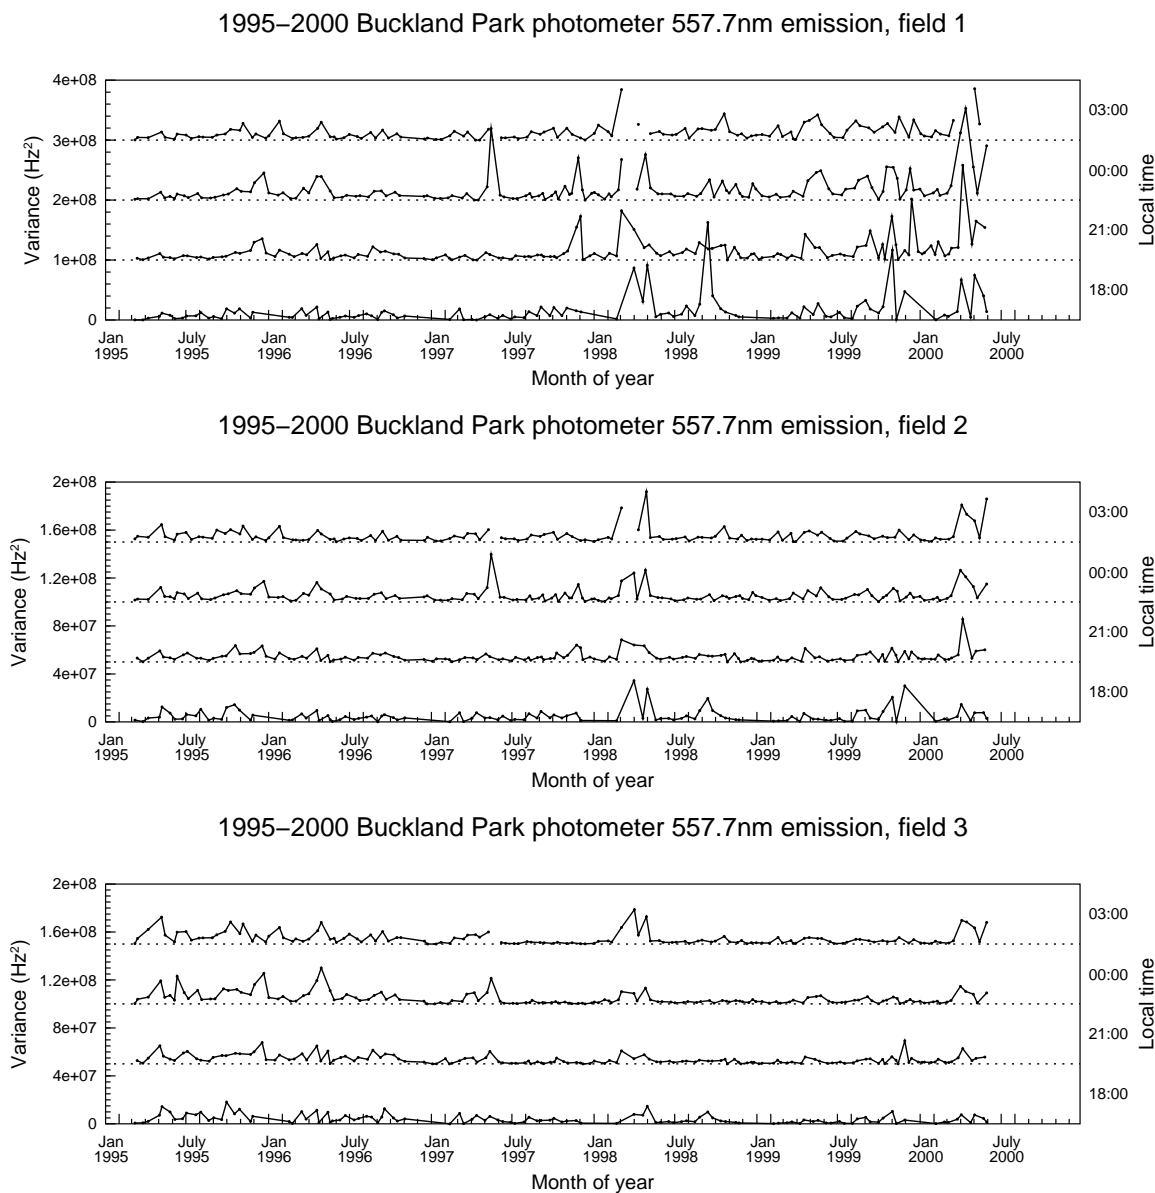 1995−2000 Buckland Park photometer 557.7nm emission, field 1
4e+08
3e+08
2e+08
1e+08
0
Variance (Hz²)
03:00
00:00
21:00
18:00
Local time
Jan July Jan July Jan July Jan July Jan July Jan July
1995 1995 1996 1996 1997 1997 1998 1998 1999 1999 2000 2000
Month of year
1995−2000 Buckland Park photometer 557.7nm emission, field 2
2e+08
1.6e+08
1.2e+08
8e+07
4e+07
0
Variance (Hz²)
03:00
00:00
21:00
18:00
Local time
Jan July Jan July Jan July Jan July Jan July Jan July
1995 1995 1996 1996 1997 1997 1998 1998 1999 1999 2000 2000
Month of year
1995−2000 Buckland Park photometer 557.7nm emission, field 3
2e+08
1.6e+08
1.2e+08
8e+07
4e+07
0
Variance (Hz²)
03:00
00:00
21:00
18:00
Local time
Jan July Jan July Jan July Jan July Jan July Jan July
1995 1995 1996 1996 1997 1997 1998 1998 1999 1999 2000 2000
Month of year